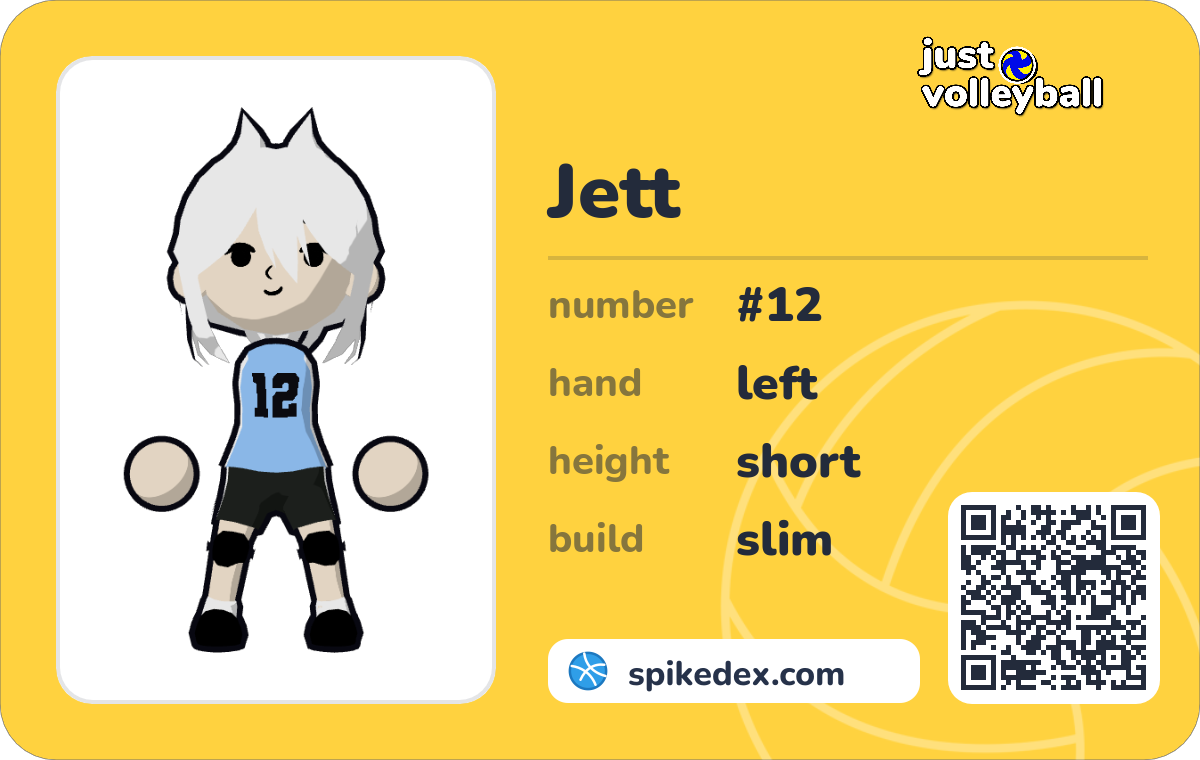 just
volleyball
Jett
number #12
hand left
height short
build slim
12
spikedex.com